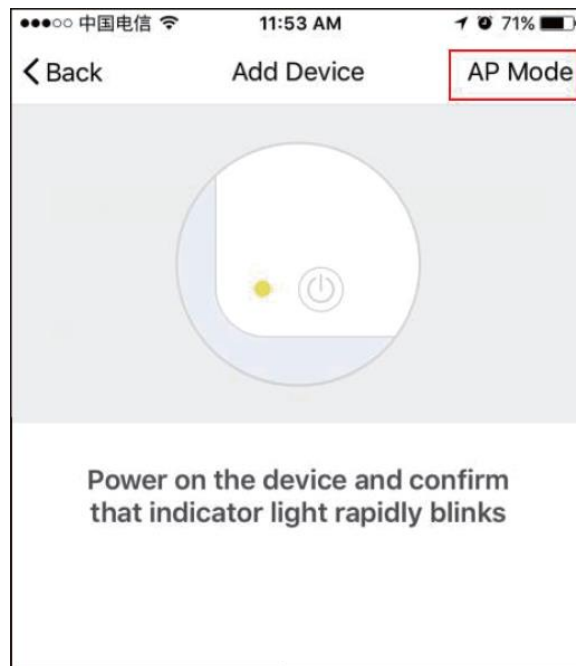 中国电信 11:53 AM 71%
Back Add Device AP Mode
Power on the device and confirm
that indicator light rapidly blinks